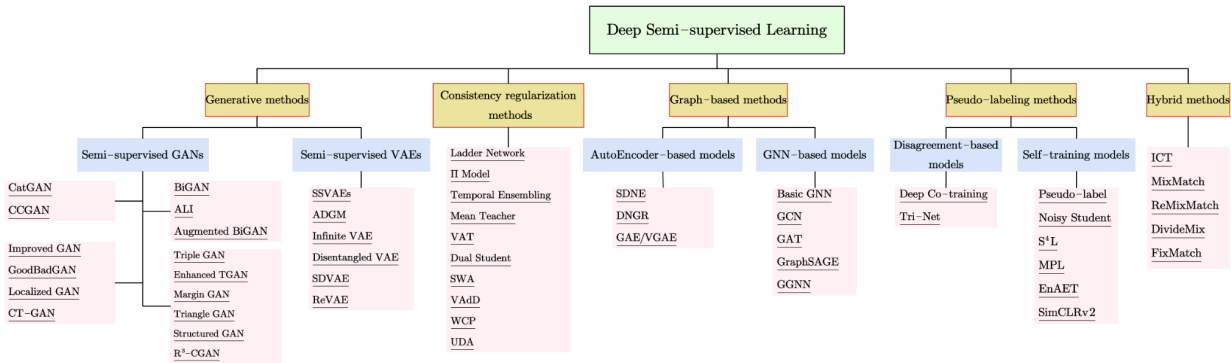 Deep Semi-supervised Learning
Generative methods
Consistency regularization
methods
Graph-based methods
Pseudo-labeling methods
Hybrid methods
Semi-supervised GANs
Semi-supervised VAEs
AutoEncoder-based models
GNN-based models
Disagreement-based
models
Self-training models
CatGAN
CCGAN
Improved GAN
GoodBadGAN
Localized GAN
CT-GAN
BiGAN
ALI
Augmented BiGAN
Triple GAN
Enhanced TGAN
Margin GAN
Triangle GAN
Structured GAN
R³-CGAN
SSVAEs
ADGM
Infinite VAE
Disentangled VAE
SDVAE
ReVAE
Ladder Network
Π Model
Temporal Ensembling
Mean Teacher
VAT
Dual Student
SWA
VAdD
WCP
UDA
SDNE
DNGR
GAE/VGAE
Basic GNN
GCN
GAT
GraphSAGE
GGNN
Deep Co-training
Tri-Net
Pseudo-label
Noisy Student
S⁴L
MPL
EnAET
SimCLRv2
ICT
MixMatch
ReMixMatch
DivideMix
FixMatch